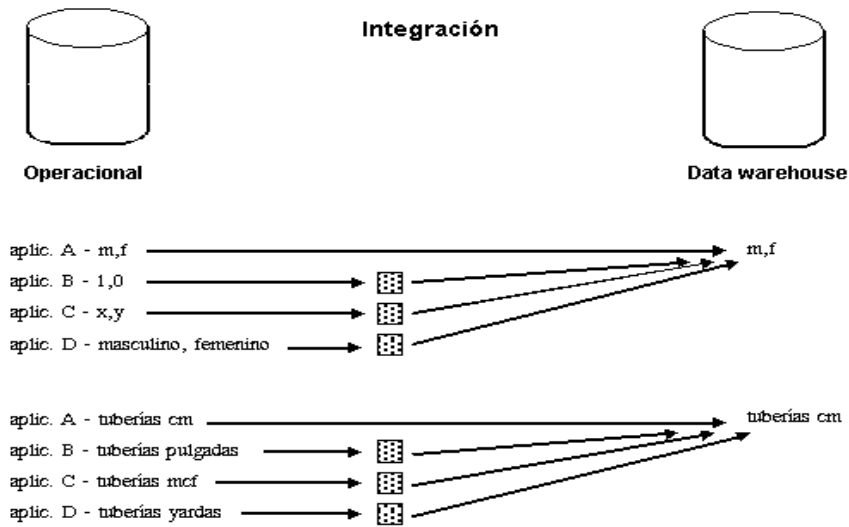 Integración
Operacional
Data warehouse
aplic. A - m,f
m,f
aplic. B - 1,0
aplic. C - x,y
aplic. D - masculino, femenino
aplic. A - tuberías cm
tuberías cm
aplic. B - tuberías pulgadas
aplic. C - tuberías mcf
aplic. D - tuberías yardas